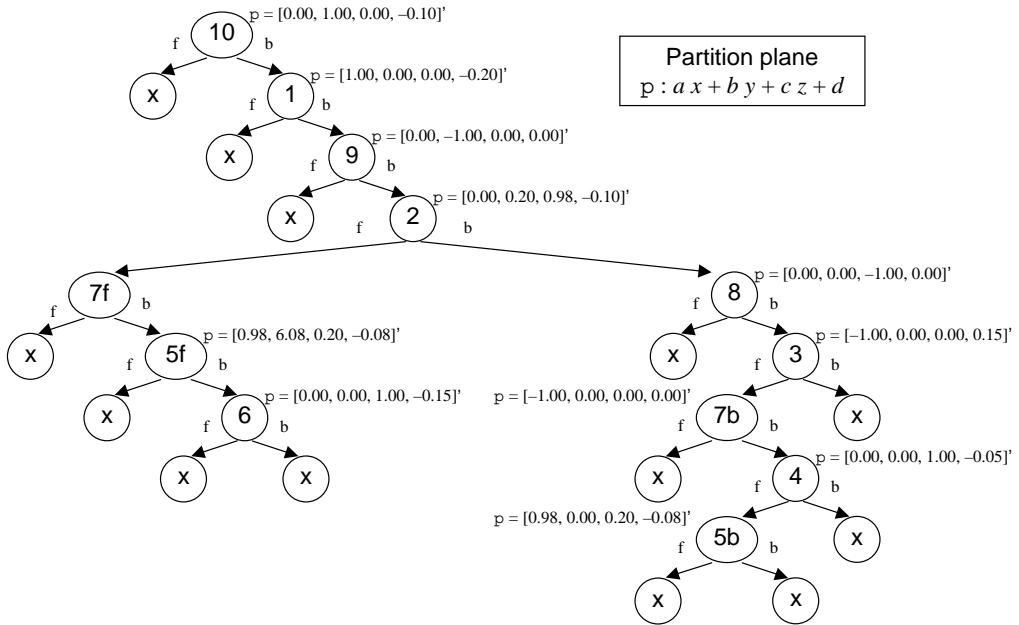 p = [0.00, 1.00, 0.00, –0.10]’
10
f b
Partition plane
p : a x + b y + c z + d
p = [1.00, 0.00, 0.00, –0.20]’
x 1
f b
p = [0.00, –1.00, 0.00, 0.00]’
x 9
f b
p = [0.00, 0.20, 0.98, –0.10]’
x 2
f b
p = [0.00, 0.00, –1.00, 0.00]’
7f 8
f b f b
p = [0.98, 6.08, 0.20, –0.08]’ p = [–1.00, 0.00, 0.00, 0.15]’
x 5f x 3
f b f b
p = [0.00, 0.00, 1.00, –0.15]’ p = [–1.00, 0.00, 0.00, 0.00]’
x 6 7b x
f b f b
p = [0.00, 0.00, 1.00, –0.05]’
x x x 4
f b
p = [0.98, 0.00, 0.20, –0.08]’
5b x
f b
x x